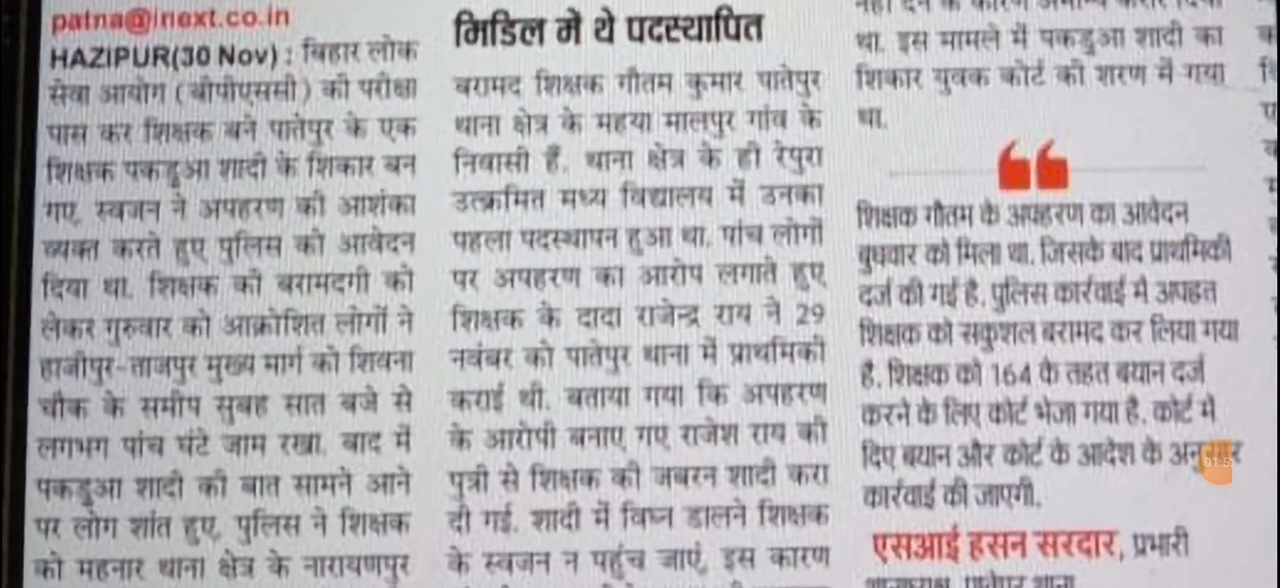 patna@inext.co.in
HAZIPUR(30 Nov) : बिहार लोक
सेवा आयोग (बीपीएससी) की परीक्षा
पास कर शिक्षक बने पातेपुर के एक
शिक्षक पकडुआ शादी के शिकार बन
गए. स्वजन ने अपहरण की आशंका
व्यक्त करते हुए पुलिस को आवेदन
दिया था. शिक्षक की बरामदगी को
लेकर गुरुवार को आक्रोशित लोगों ने
हाजीपुर-ताजपुर मुख्य मार्ग को शिवना
चौक के समीप सुबह सात बजे से
लगभग पांच घंटे जाम रखा. बाद में
पकडुआ शादी की बात सामने आने
पर लोग शांत हुए. पुलिस ने शिक्षक
को महनार थाना क्षेत्र के नारायणपुर
मिडिल में थे पदस्थापित
बरामद शिक्षक गौतम कुमार पातेपुर
थाना क्षेत्र के महया मालपुर गांव के
निवासी हैं. थाना क्षेत्र के ही रेपुरा
उत्क्रमित मध्य विद्यालय में उनका
पहला पदस्थापन हुआ था. पांच लोगों
पर अपहरण का आरोप लगाते हुए
शिक्षक के दादा राजेन्द्र राय ने 29
नवंबर को पातेपुर थाना में प्राथमिकी
कराई थी. बताया गया कि अपहरण
के आरोपी बनाए गए राजेश राय की
पुत्री से शिक्षक की जबरन शादी करा
दी गई. शादी में विघ्न डालने शिक्षक
के स्वजन न पहुंच जाएं, इस कारण
था. इस मामले में पकडुआ शादी का
शिकार युवक कोर्ट की शरण में गया
था.
शिक्षक गौतम के अपहरण का आवेदन
बुधवार को मिला था. जिसके बाद प्राथमिकी
दर्ज की गई है. पुलिस कार्रवाई में अपहृत
शिक्षक को सकुशल बरामद कर लिया गया
है. शिक्षक को 164 के तहत बयान दर्ज
करने के लिए कोर्ट भेजा गया है. कोर्ट में
दिए बयान और कोर्ट के आदेश के अनुसार
कार्रवाई की जाएगी.
एसआई हसन सरदार, प्रभारी